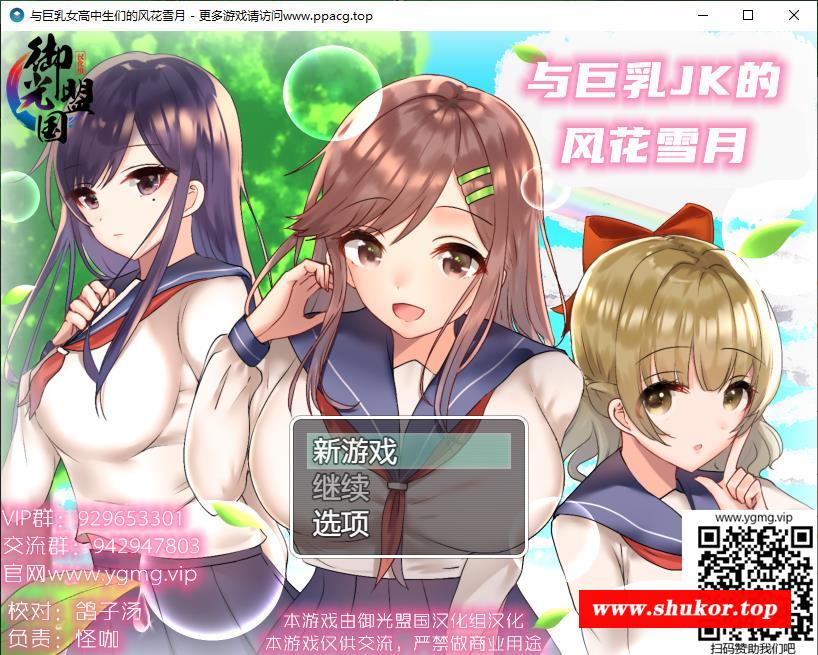 与巨乳女高中生们的风花雪月 - 更多游戏请访问www.ppacg.top
御光盟国
汉化组
与巨乳JK的
风花雪月
新游戏
继续
选项
VIP群：929653301
交流群：942947803
官网www.ygmg.vip
校对：鸽子汤
负责：怪咖
本游戏由御光盟国汉化组汉化
本游戏仅供交流，严禁做商业用途
www.ygmg.vip
www.shukor.top
扫码赞助我们吧